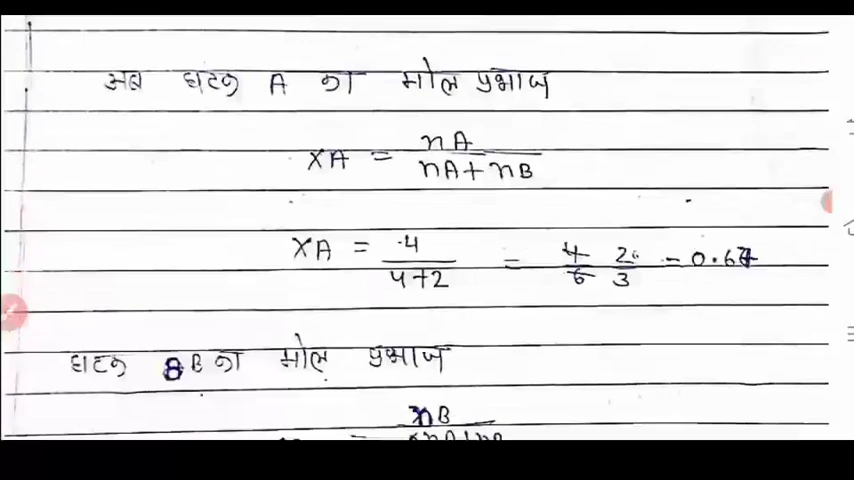 अब घटक A का मोल प्रभाज
XA = nA / nA + nB
XA = 4 / 4+2 = 4/6 2/3 = 0.67
घटक B का मोल प्रभाज
nB